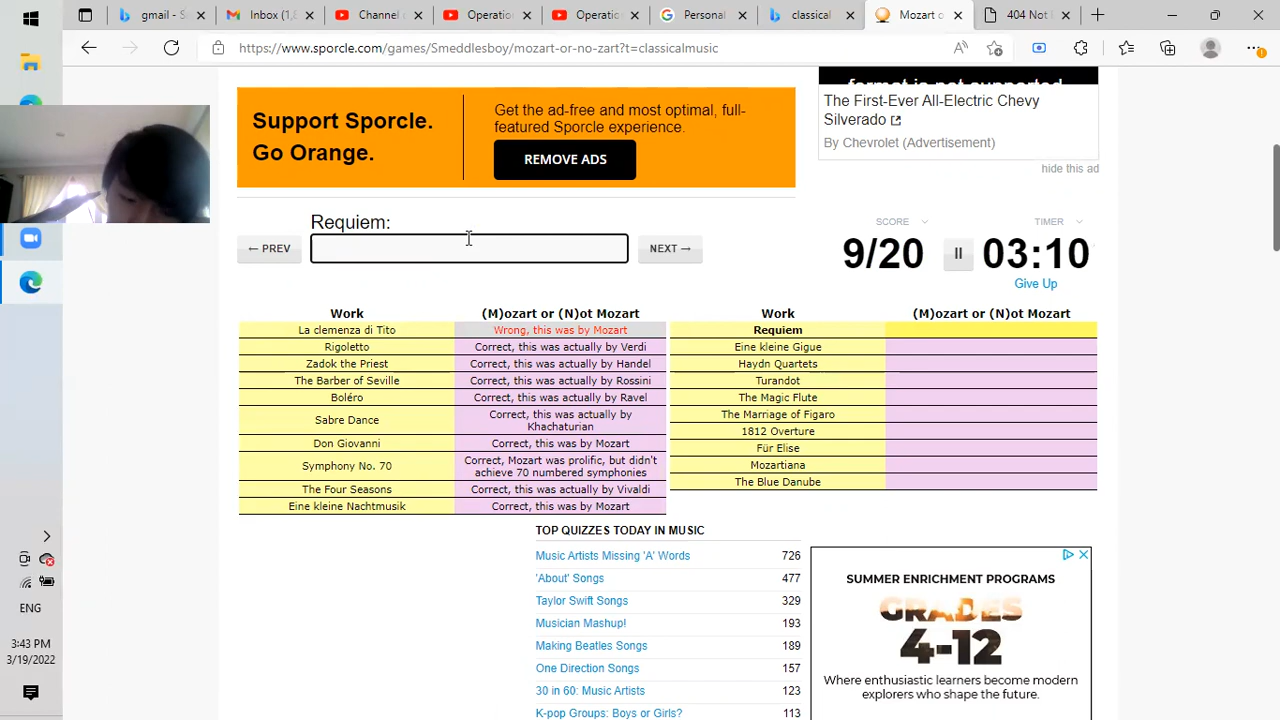 gmail - S
Inbox (1,
Channel c
Operation
Operation
Personal
classical
Mozart o
404 Not
https://www.sporcle.com/games/Smeddlesboy/mozart-or-no-zart?t=classicalmusic
Support Sporcle.
Go Orange.
Get the ad-free and most optimal, full-
featured Sporcle experience.
REMOVE ADS
format is not supported
The First-Ever All-Electric Chevy
Silverado
By Chevrolet (Advertisement)
hide this ad
Requiem:
← PREV
NEXT →
SCORE
TIMER
9/20
03:10
Give Up
Work (M)ozart or (N)ot Mozart
La clemenza di Tito Wrong, this was by Mozart
Rigoletto Correct, this was actually by Verdi
Zadok the Priest Correct, this was actually by Handel
The Barber of Seville Correct, this was actually by Rossini
Boléro Correct, this was actually by Ravel
Sabre Dance Correct, this was actually by
Khachaturian
Don Giovanni Correct, this was by Mozart
Symphony No. 70 Correct, Mozart was prolific, but didn't
achieve 70 numbered symphonies
The Four Seasons Correct, this was actually by Vivaldi
Eine kleine Nachtmusik Correct, this was by Mozart
Work (M)ozart or (N)ot Mozart
Requiem
Eine kleine Gigue
Haydn Quartets
Turandot
The Magic Flute
The Marriage of Figaro
1812 Overture
Für Elise
Mozartiana
The Blue Danube
TOP QUIZZES TODAY IN MUSIC
Music Artists Missing 'A' Words 726
'About' Songs 477
Taylor Swift Songs 329
Musician Mashup! 193
Making Beatles Songs 189
One Direction Songs 157
30 in 60: Music Artists 123
K-pop Groups: Boys or Girls? 113
SUMMER ENRICHMENT PROGRAMS
GRADES
4-12
Where enthusiastic learners become modern
explorers who shape the future.
ENG
3:43 PM
3/19/2022